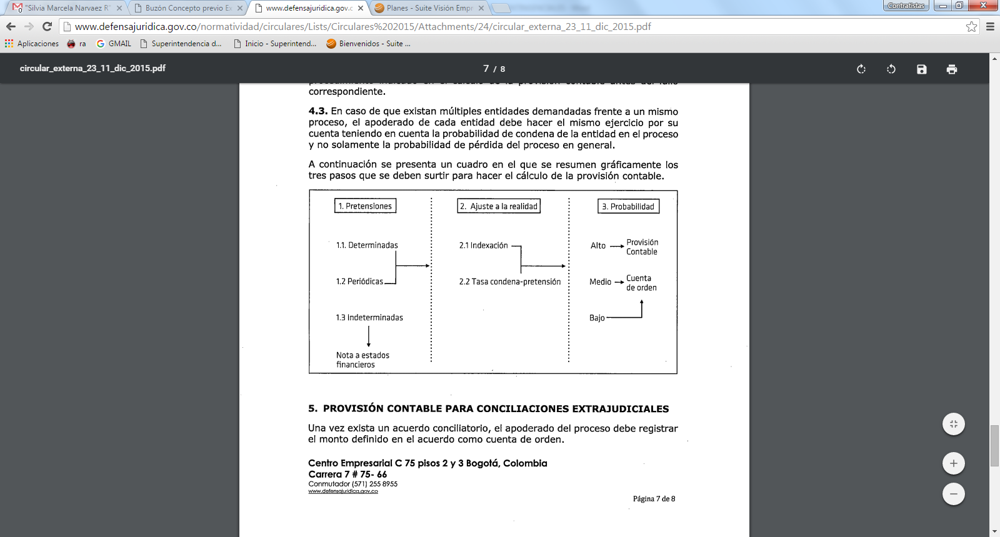 "Silvia Marcela Narvaez R"
Buzón Concepto previo Ex
www.defensajuridica.gov.c
Planes - Suite Visión Empr
Contratistas
www.defensajuridica.gov.co/normatividad/circulares/Lists/Circulares%202015/Attachments/24/circular_externa_23_11_dic_2015.pdf
Aplicaciones
ra
GMAIL
Superintendencia d...
Inicio - Superintend...
Bienvenidos - Suite ...
circular_externa_23_11_dic_2015.pdf
7 / 8
correspondiente.
4.3. En caso de que existan múltiples entidades demandadas frente a un mismo
proceso, el apoderado de cada entidad debe hacer el mismo ejercicio por su
cuenta teniendo en cuenta la probabilidad de condena de la entidad en el proceso
y no solamente la probabilidad de pérdida del proceso en general.
A continuación se presenta un cuadro en el que se resumen gráficamente los
tres pasos que se deben surtir para hacer el cálculo de la provisión contable.
1. Pretensiones
1.1. Determinadas
1.2 Periódicas
1.3 Indeterminadas
Nota a estados
financieros
2. Ajuste a la realidad
2.1 Indexación
2.2 Tasa condena-pretensión
3. Probabilidad
Alto
Provisión
Contable
Medio
Cuenta
de orden
Bajo
5. PROVISIÓN CONTABLE PARA CONCILIACIONES EXTRAJUDICIALES
Una vez exista un acuerdo conciliatorio, el apoderado del proceso debe registrar
el monto definido en el acuerdo como cuenta de orden.
Centro Empresarial C 75 pisos 2 y 3 Bogotá, Colombia
Carrera 7 # 75- 66
Conmutador (571) 255 8955
www.defensajuridica.gov.co
Página 7 de 8